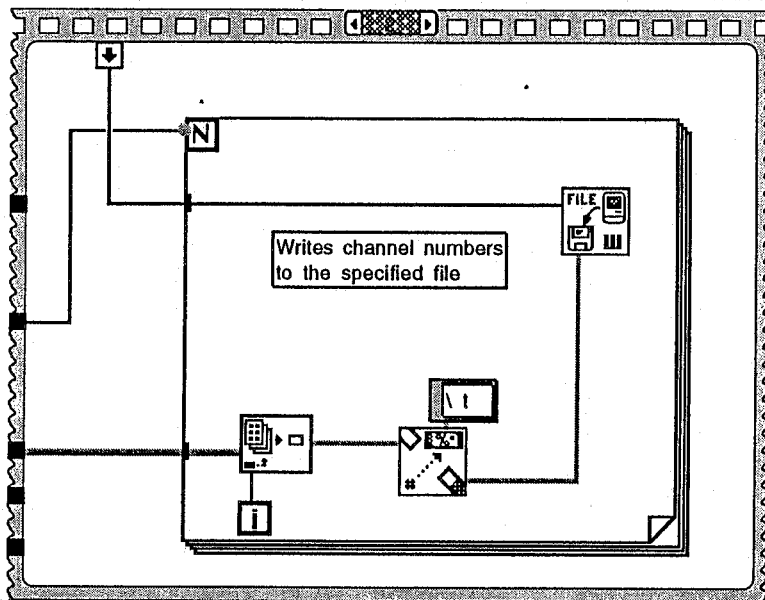 N
FILE
Writes channel numbers
to the specified file
\t
%
#
i